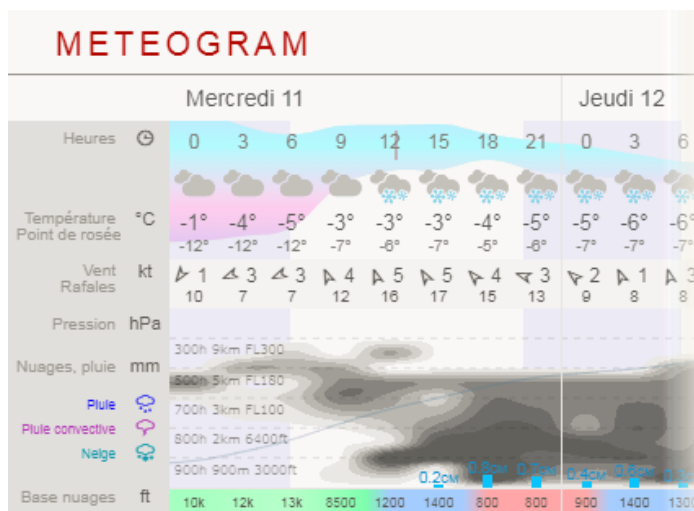 METEOGRAM
Mercredi 11 Jeudi 12
Heures 0 3 6 9 12 15 18 21 0 3 6
Température °C -1° -4° -5° -3° -3° -3° -4° -5° -5° -6° -6°
Point de rosée -12° -12° -12° -7° -6° -7° -5° -6° -7° -7° -7°
Vent kt 1 3 3 4 5 5 4 3 2 1 3
Rafales 10 7 7 12 16 17 15 13 9 8 8
Pression hPa
300h 9km FL300
Nuages, pluie mm
500h 5km FL180
Pluie
700h 3km FL100
Pluie convective
800h 2km 6400ft
Neige
900h 900m 3000ft 0.2CM 0.8CM 0.7CM 0.4CM 0.6CM
Base nuages ft 10k 12k 13k 8500 1200 1400 800 800 900 1400